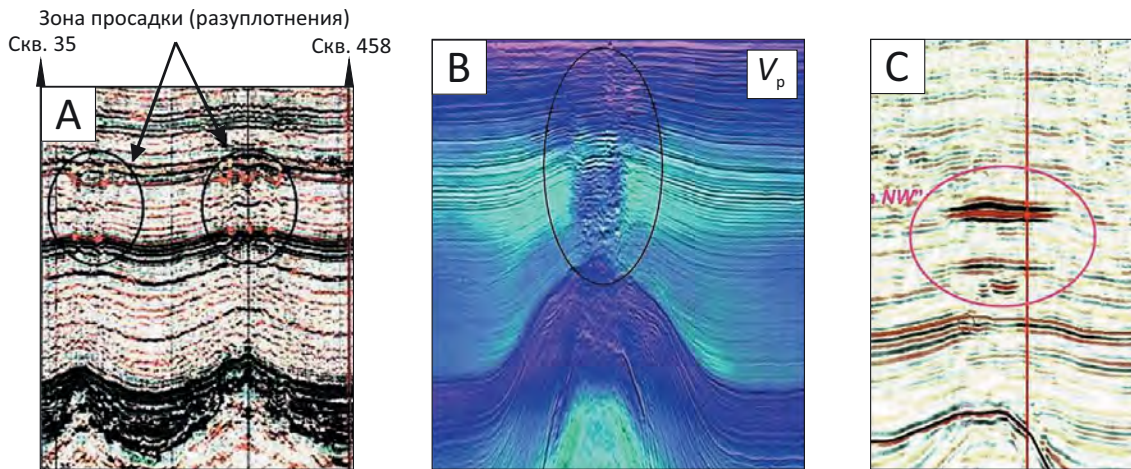 Зона просадки (разуплотнения)
Скв. 35
Скв. 458
A
B
Vp
C
NW"